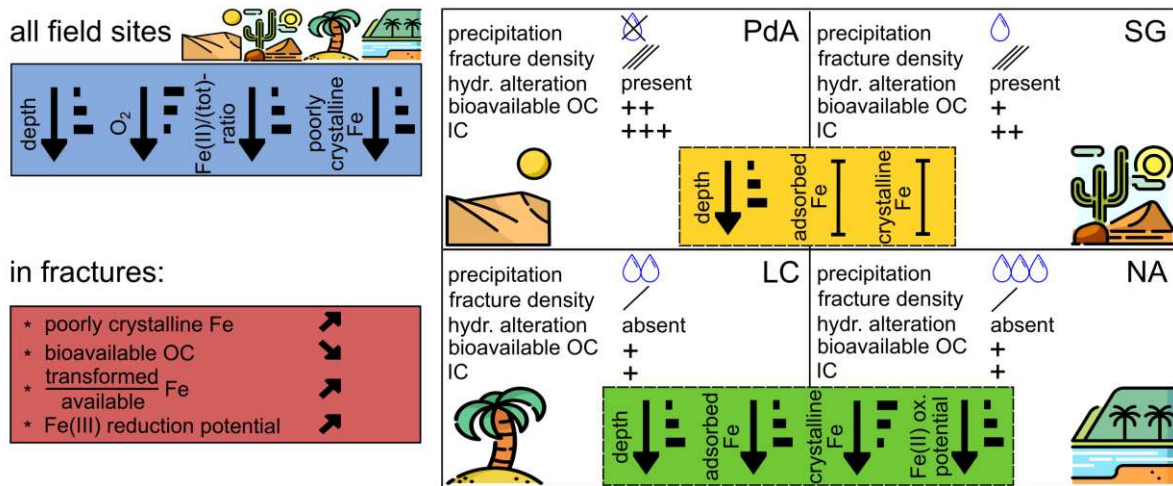 all field sites
depth
O2
Fe(II)/(tot)-
ratio
poorly
crystalline
Fe
in fractures:
* poorly crystalline Fe
* bioavailable OC
* transformed
available
Fe
* Fe(III) reduction potential
PdA
precipitation
fracture density
hydr. alteration present
bioavailable OC ++
IC +++
SG
precipitation
fracture density
hydr. alteration present
bioavailable OC +
IC ++
depth
adsorbed
Fe
crystalline
Fe
LC
precipitation
fracture density
hydr. alteration absent
bioavailable OC +
IC +
NA
precipitation
fracture density
hydr. alteration absent
bioavailable OC +
IC +
depth
adsorbed
Fe
crystalline
Fe
Fe(II) ox.
potential